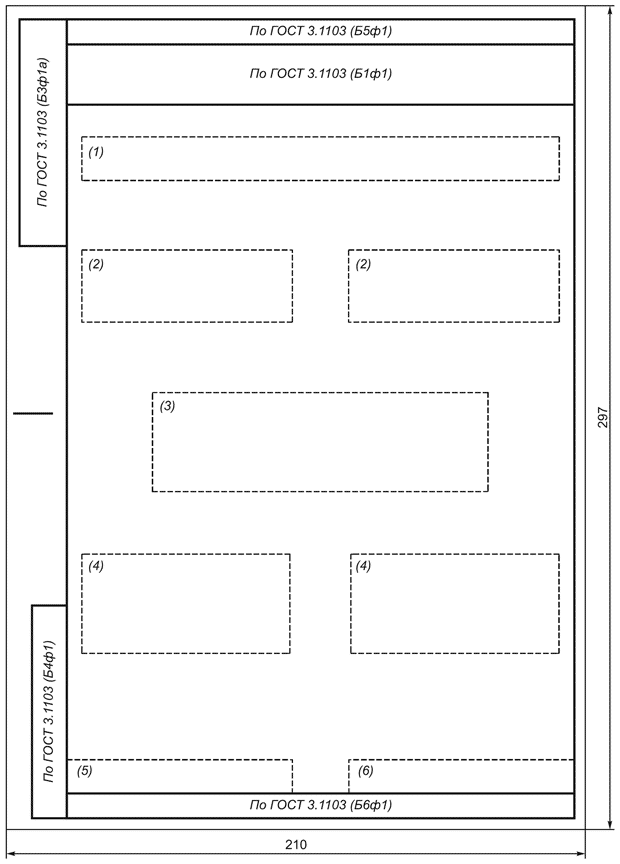 По ГОСТ 3.1103 (Б5ф1)
По ГОСТ 3.1103 (Б1ф1)
По ГОСТ 3.1103 (Б3ф1а)
(1)
(2)
(2)
(3)
297
(4)
(4)
По ГОСТ 3.1103 (Б4ф1)
(5)
(6)
По ГОСТ 3.1103 (Б6ф1)
210